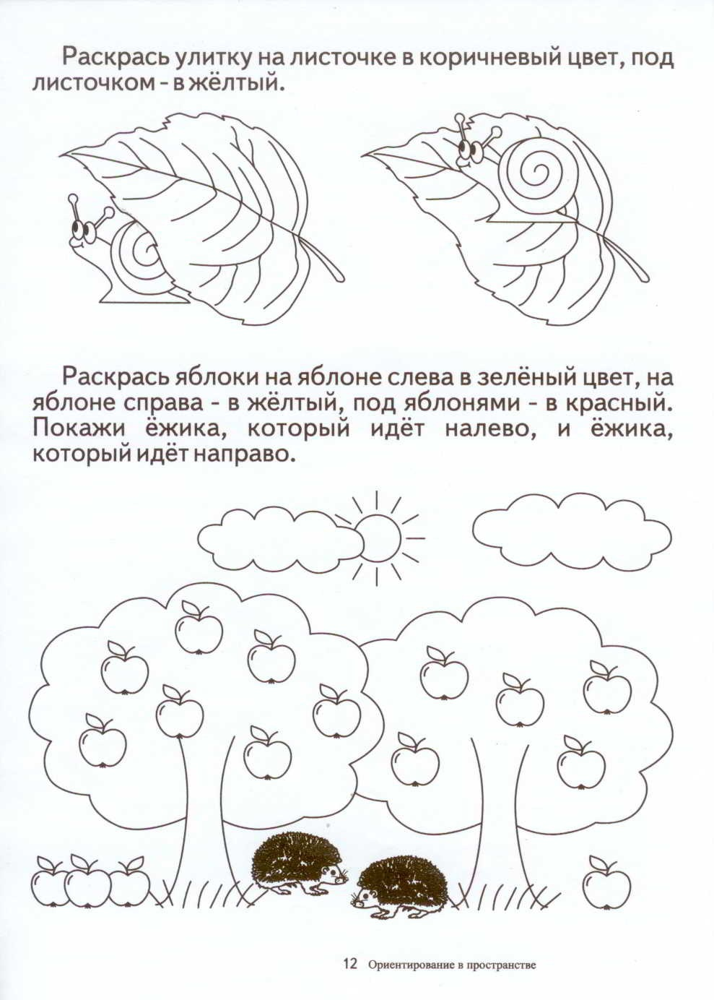 Раскрась улитку на листочке в коричневый цвет, под
листочком - в жёлтый.
Раскрась яблоки на яблоне слева в зелёный цвет, на
яблоне справа - в жёлтый, под яблонями - в красный.
Покажи ёжика, который идёт налево, и ёжика,
который идёт направо.
12 Ориентирование в пространстве